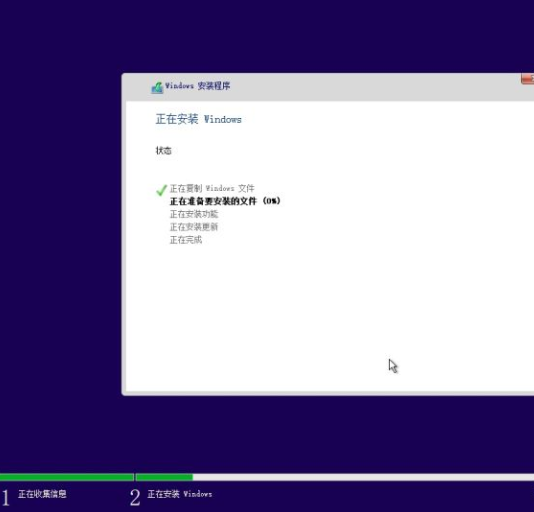 Windows 安装程序
正在安装 Windows
状态
正在复制 Windows 文件
正在准备要安装的文件 (0%)
正在安装功能
正在安装更新
正在完成
1 正在收集信息
2 正在安装 Windows